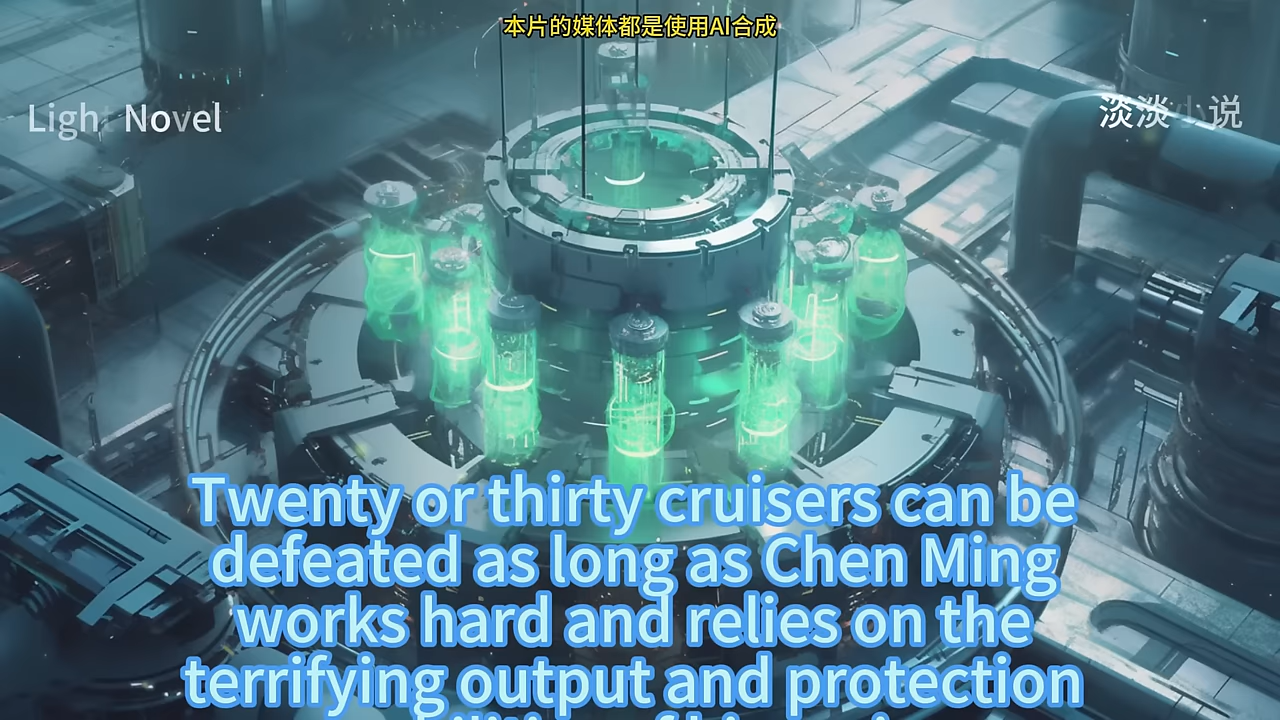 本片的媒体都是使用AI合成
Light Novel
淡淡小说
Twenty or thirty cruisers can be
defeated as long as Chen Ming
works hard and relies on the
terrifying output and protection